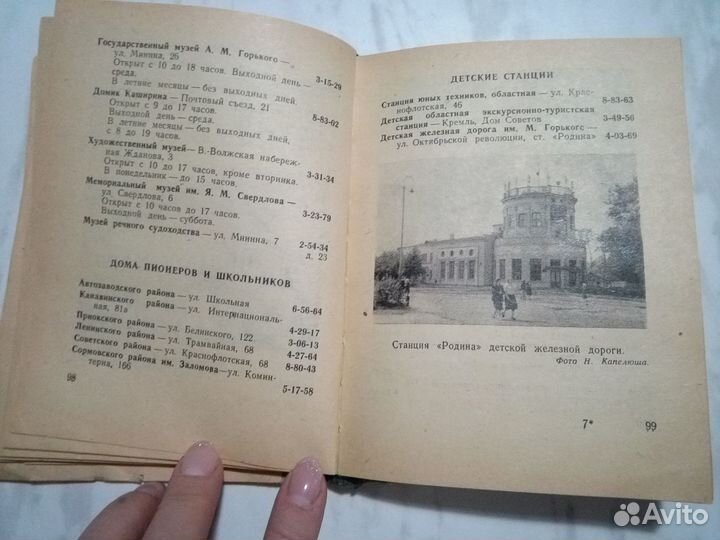 Государственный музей А. М. Горького —
ул. Минина, 26 3-15-29
Открыт с 10 до 18 часов. Выходной день —
среда.
В летние месяцы — без выходных дней.
Домик Каширина — Почтовый съезд, 21
Открыт с 9 до 17 часов. 8-83-02
Выходной день — среда.
В летние месяцы — без выходных дней,
с 8 до 19 часов.
Художественный музей — В.-Волжская набереж-
ная Жданова, 3 3-31-34
Открыт с 10 до 17 часов, кроме вторника.
В понедельник — до 15 часов.
Мемориальный музей им. Я. М. Свердлова —
ул. Свердлова, 6 3-23-79
Открыт с 10 часов до 17 часов.
Выходной день — суббота.
Музей речного судоходства — ул. Минина, 7
2-54-34
д. 23
ДОМА ПИОНЕРОВ И ШКОЛЬНИКОВ
Автозаводского района — ул. Школьная
6-56-64
Канавинского района — ул. Интернациональ-
ная, 81а 4-29-17
Приокского района — ул. Белинского, 122
3-06-13
Ленинского района — ул. Трамвайная, 68
4-27-64
Советского района — ул. Краснофлотская, 68
8-80-43
Сормовского района им. Заломова — ул. Комин-
терна, 166 5-17-58
98
ДЕТСКИЕ СТАНЦИИ
Станция юных техников, областная — ул. Крас-
нофлотская, 46 8-83-63
Детская областная экскурсионно-туристская
станция — Кремль, Дом Советов 3-49-56
Детская железная дорога им. М. Горького —
ул. Октябрьской революции, ст. «Родина» 4-03-69
Станция «Родина» детской железной дороги.
Фото Н. Капелюша.
7* 99
Avito